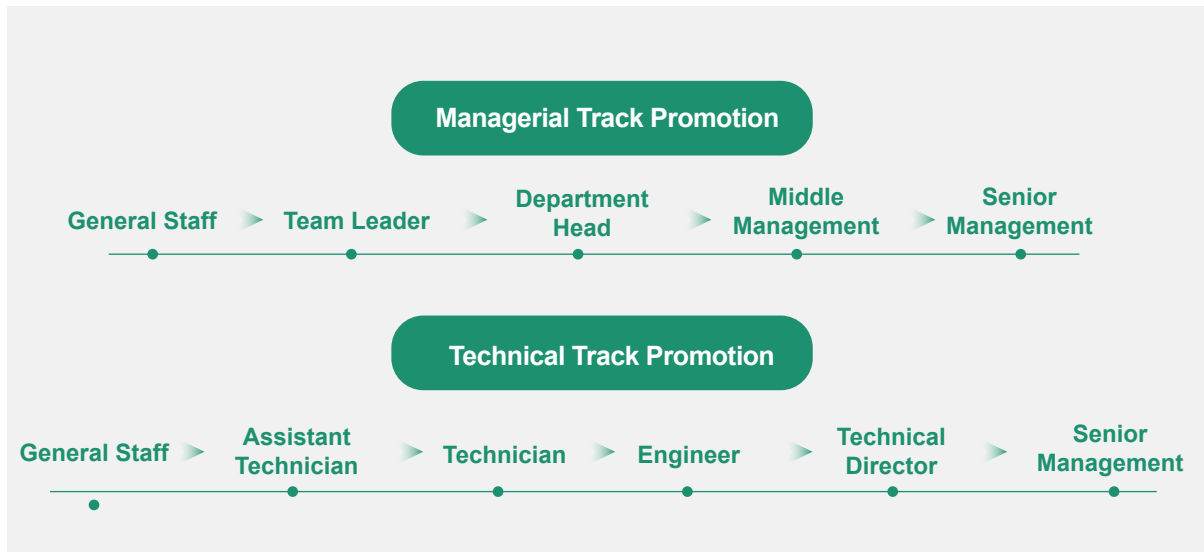 Managerial Track Promotion
General Staff
Team Leader
Department
Head
Middle
Management
Senior
Management
Technical Track Promotion
General Staff
Assistant
Technician
Technician
Engineer
Technical
Director
Senior
Management